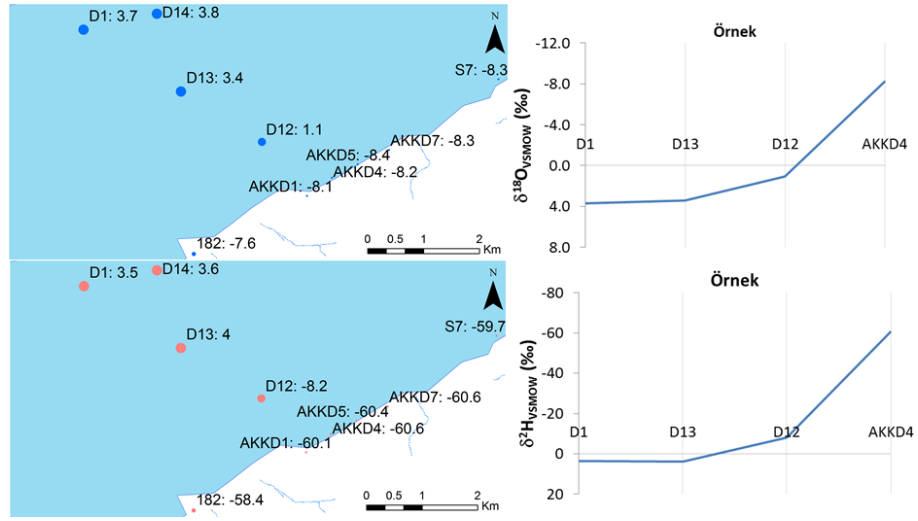 D1: 3.7
D14: 3.8
N
S7: -8.3
D13: 3.4
D12: 1.1
AKKD7: -8.3
AKKD5: -8.4
AKKD4: -8.2
AKKD1: -8.1
182: -7.6
0 0.5 1 2
Km
Örnek
-12.0
-8.0
-4.0
0.0
4.0
8.0
δ18OVSMOW (‰)
D1 D13 D12 AKKD4
D1: 3.5
D14: 3.6
N
S7: -59.7
D13: 4
D12: -8.2
AKKD7: -60.6
AKKD5: -60.4
AKKD4: -60.6
AKKD1: -60.1
182: -58.4
0 0.5 1 2
Km
Örnek
-80
-60
-40
-20
0
20
δ2HVSMOW (‰)
D1 D13 D12 AKKD4